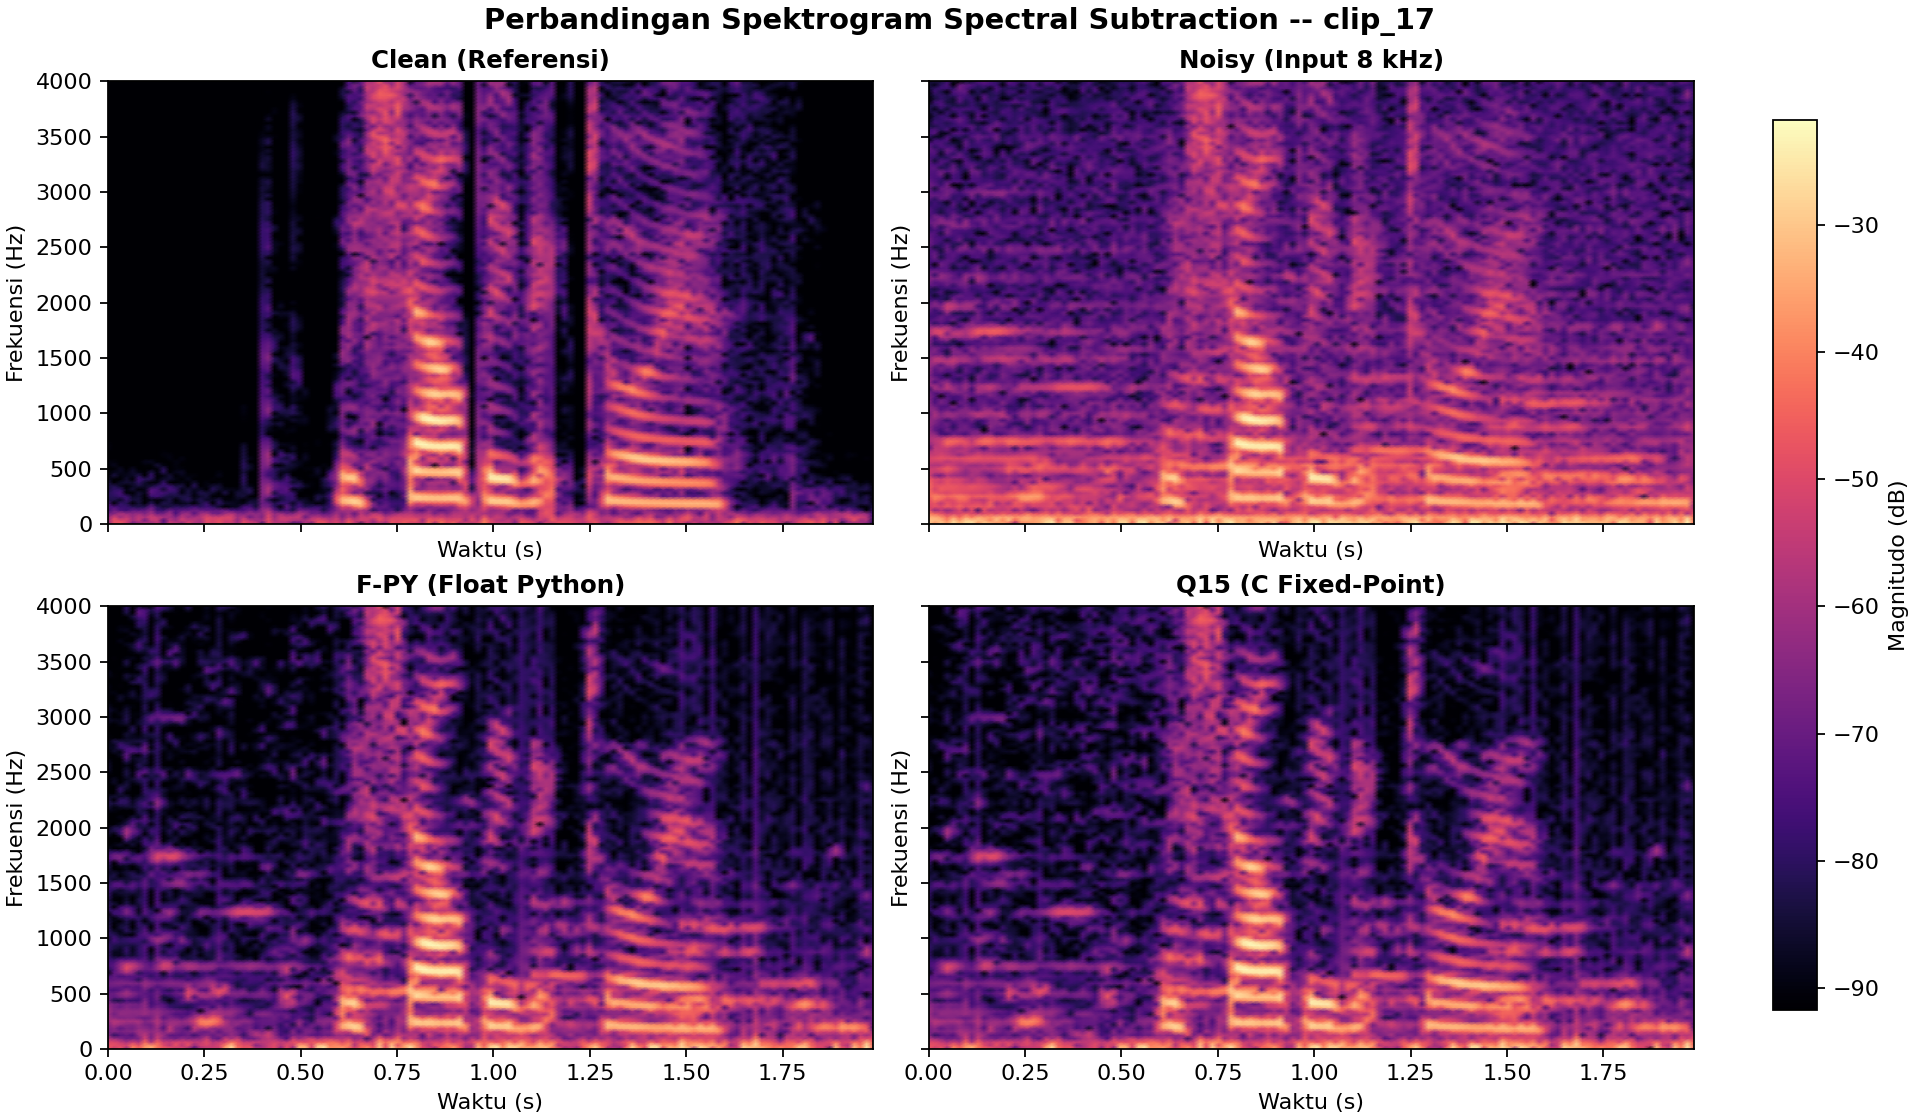 Perbandingan Spektrogram Spectral Subtraction -- clip_17
Clean (Referensi)
Noisy (Input 8 kHz)
4000
3500
3000
2500
2000
1500
1000
500
0
Frekuensi (Hz)
Waktu (s)
Frekuensi (Hz)
Waktu (s)
F-PY (Float Python)
Q15 (C Fixed-Point)
4000
3500
3000
2500
2000
1500
1000
500
0
Frekuensi (Hz)
0.00 0.25 0.50 0.75 1.00 1.25 1.50 1.75
Waktu (s)
Frekuensi (Hz)
0.00 0.25 0.50 0.75 1.00 1.25 1.50 1.75
Waktu (s)
−30
−40
−50
−60
−70
−80
−90
Magnitudo (dB)